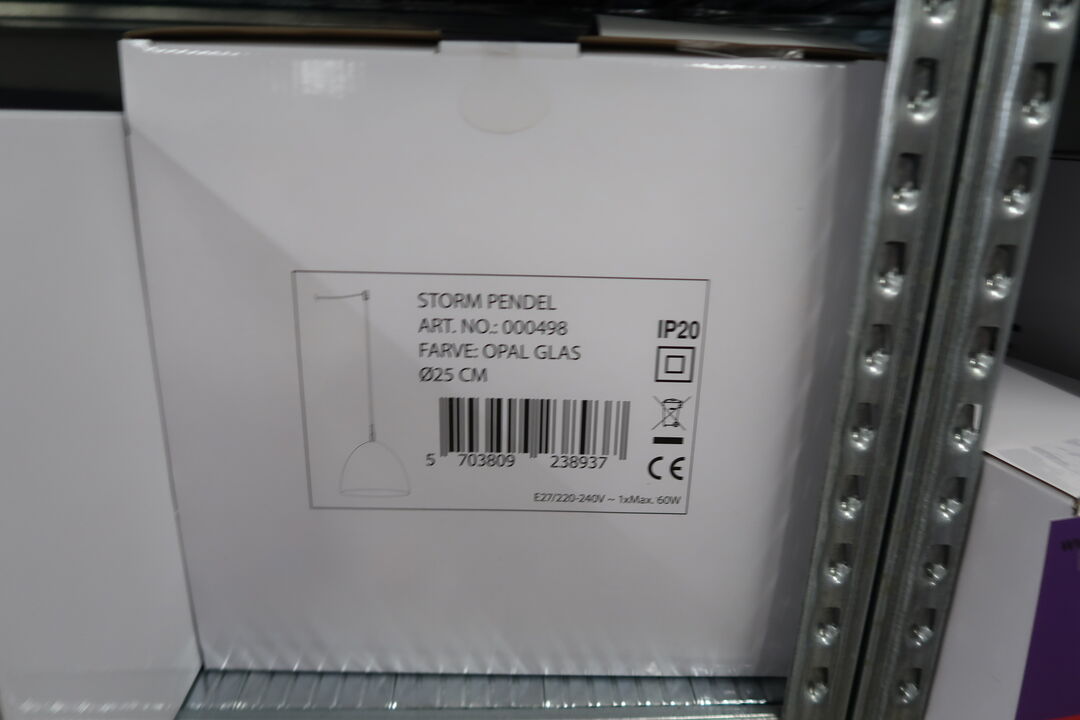 STORM PENDEL
ART. NO.: 000498
FARVE: OPAL GLAS
Ø25 CM
IP20
5 703809 238937
CE
E27/220-240V ~ 1xMax. 60W